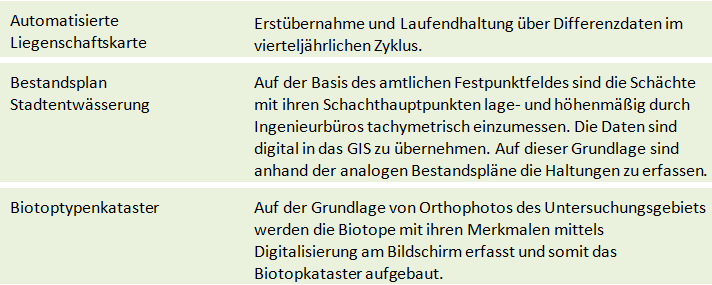 Automatisierte
Liegenschaftskarte
Erstübernahme und Laufendhaltung über Differenzdaten im
vierteljährlichen Zyklus.
Bestandsplan
Stadtentwässerung
Auf der Basis des amtlichen Festpunktfeldes sind die Schächte
mit ihren Schachthauptpunkten lage- und höhenmäßig durch
Ingenieurbüros tachymetrisch einzumessen. Die Daten sind
digital in das GIS zu übernehmen. Auf dieser Grundlage sind
anhand der analogen Bestandspläne die Haltungen zu erfassen.
Biotoptypenkataster
Auf der Grundlage von Orthophotos des Untersuchungsgebiets
werden die Biotope mit ihren Merkmalen mittels
Digitalisierung am Bildschirm erfasst und somit das
Biotopkataster aufgebaut.